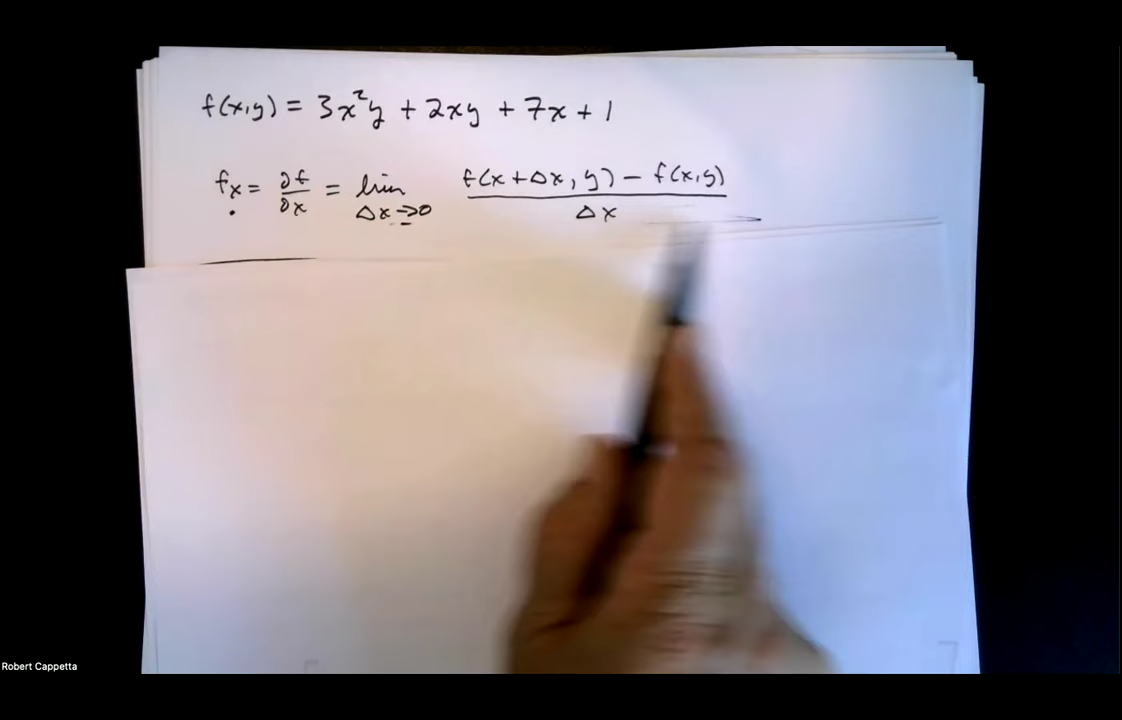 f(x,y) = 3x²y + 2xy + 7x + 1
fx = ∂f/∂x = lim Δx→0 f(x+Δx, y) − f(x,y) / Δx
Robert Cappetta